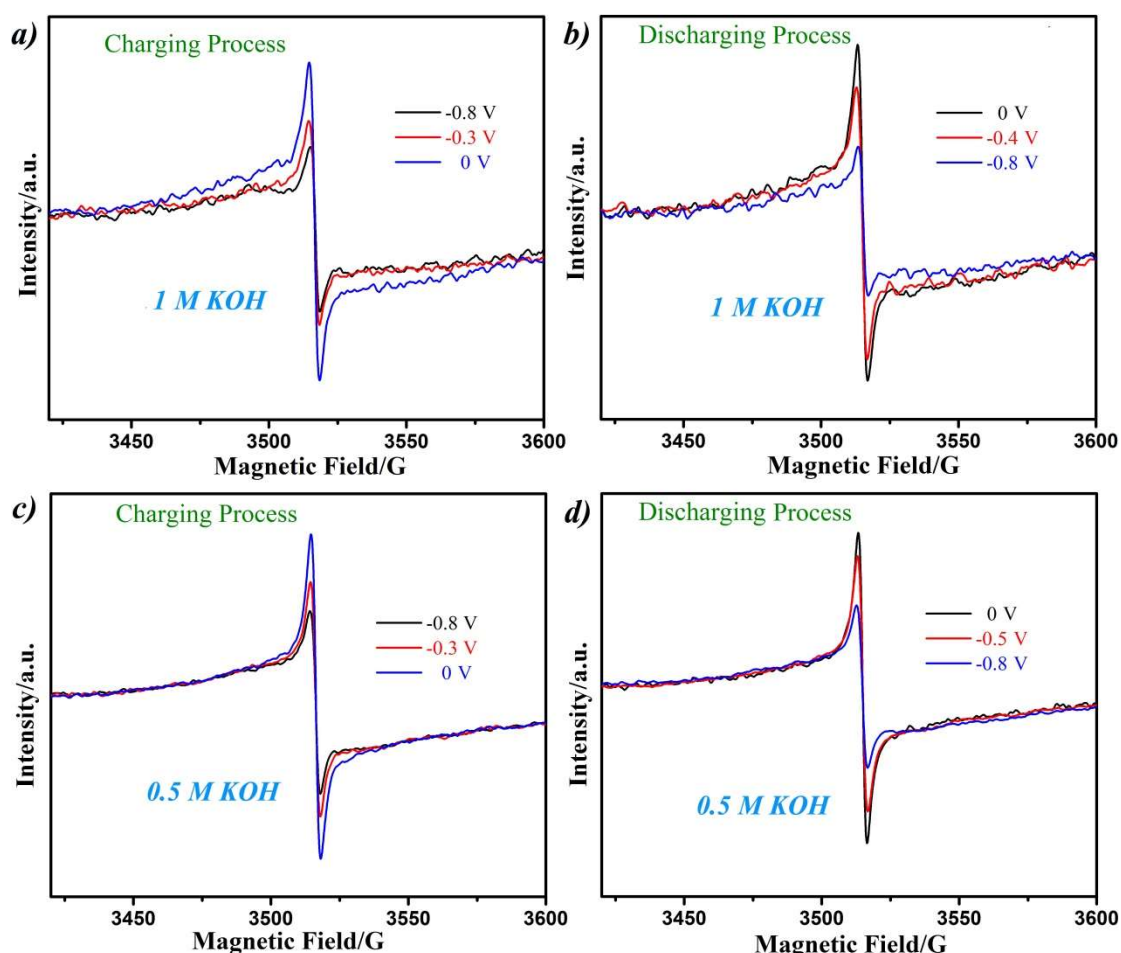 a)
Charging Process
-0.8 V
-0.3 V
0 V
1 M KOH
Intensity/a.u.
3450
3500
3550
3600
Magnetic Field/G
b)
Discharging Process
0 V
-0.4 V
-0.8 V
1 M KOH
Intensity/a.u.
3450
3500
3550
3600
Magnetic Field/G
c)
Charging Process
-0.8 V
-0.3 V
0 V
0.5 M KOH
Intensity/a.u.
3450
3500
3550
3600
Magnetic Field/G
d)
Discharging Process
0 V
-0.5 V
-0.8 V
0.5 M KOH
Intensity/a.u.
3450
3500
3550
3600
Magnetic Field/G